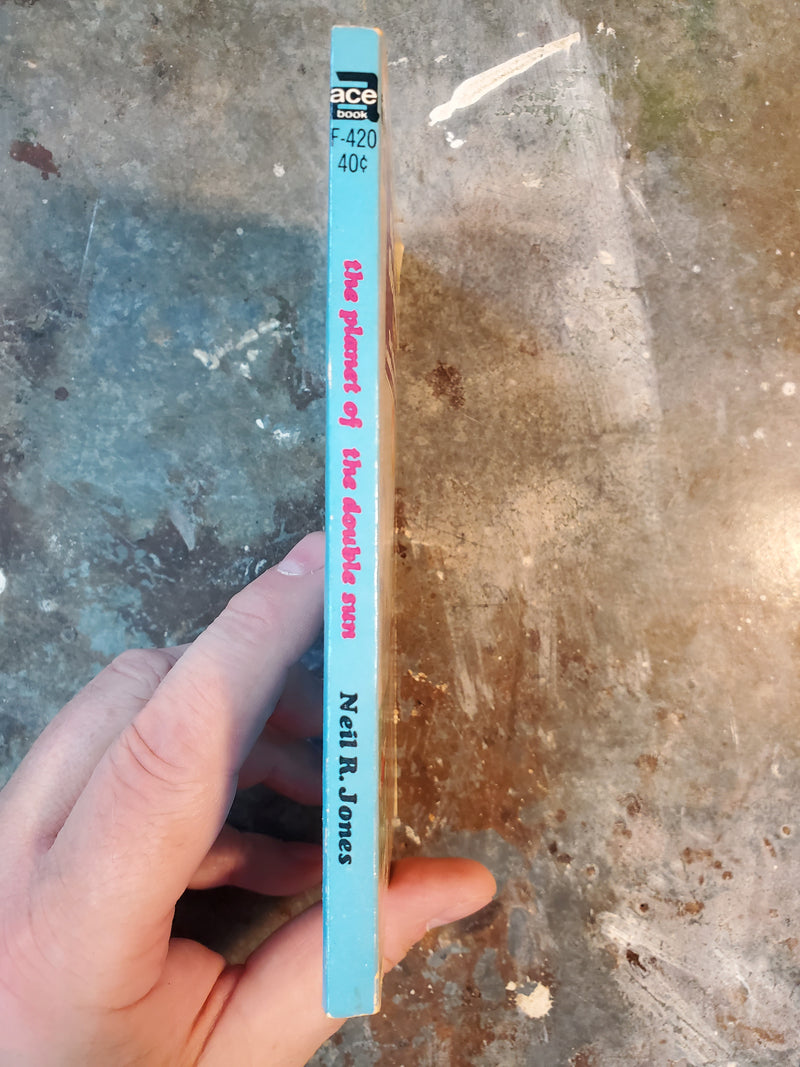 ace
book
F-420
40¢
the planet of the double sun
Neil R. Jones